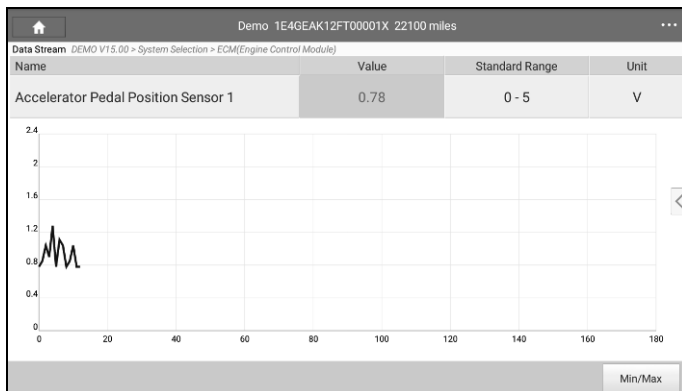 Demo 1E4GEAK12FT00001X 22100 miles
Data Stream DEMO V15.00 > System Selection > ECM(Engine Control Module)
Name Value Standard Range Unit
Accelerator Pedal Position Sensor 1 0.78 0 - 5 V
2.4
2
1.6
1.2
0.8
0.4
0
0 20 40 60 80 100 120 140 160 180
Min/Max